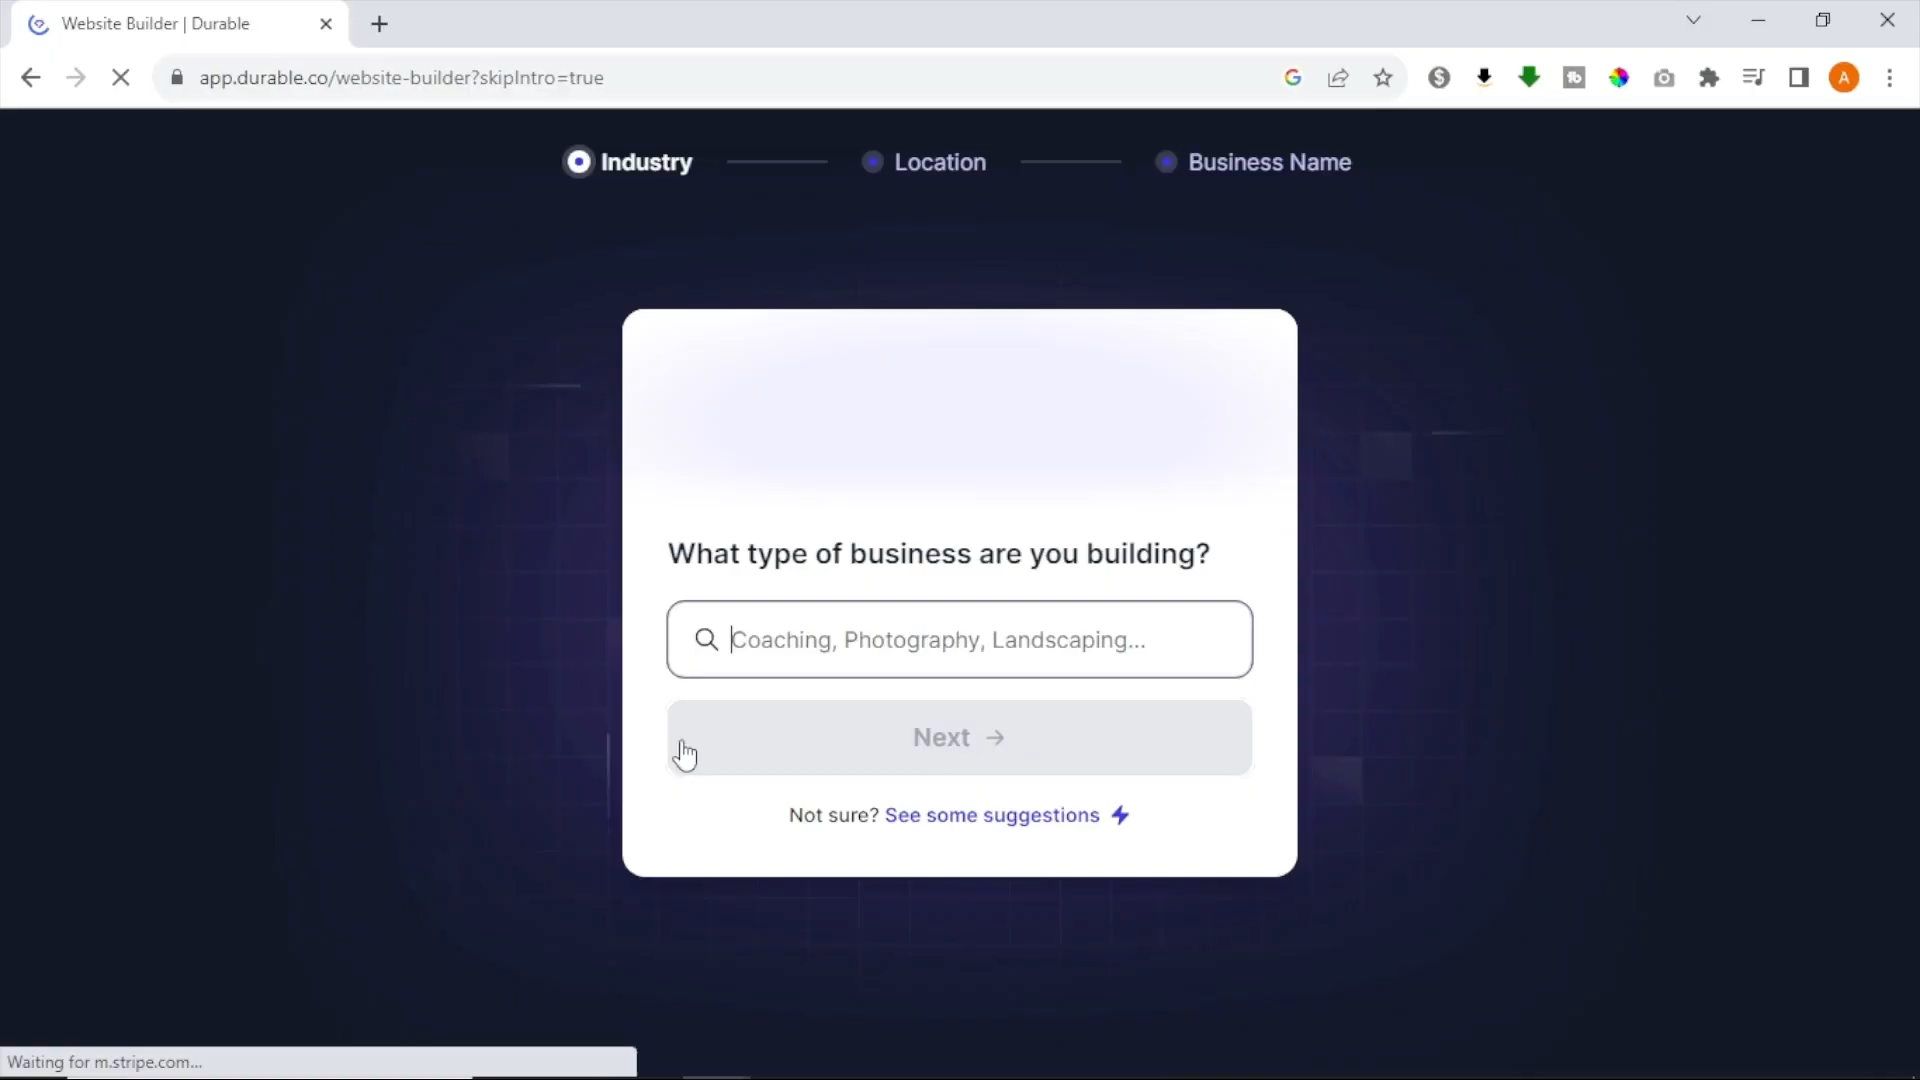 Website Builder | Durable
app.durable.co/website-builder?skipIntro=true
A
Industry
Location
Business Name
What type of business are you building?
Coaching, Photography, Landscaping...
Next →
Not sure? See some suggestions
Waiting for m.stripe.com...